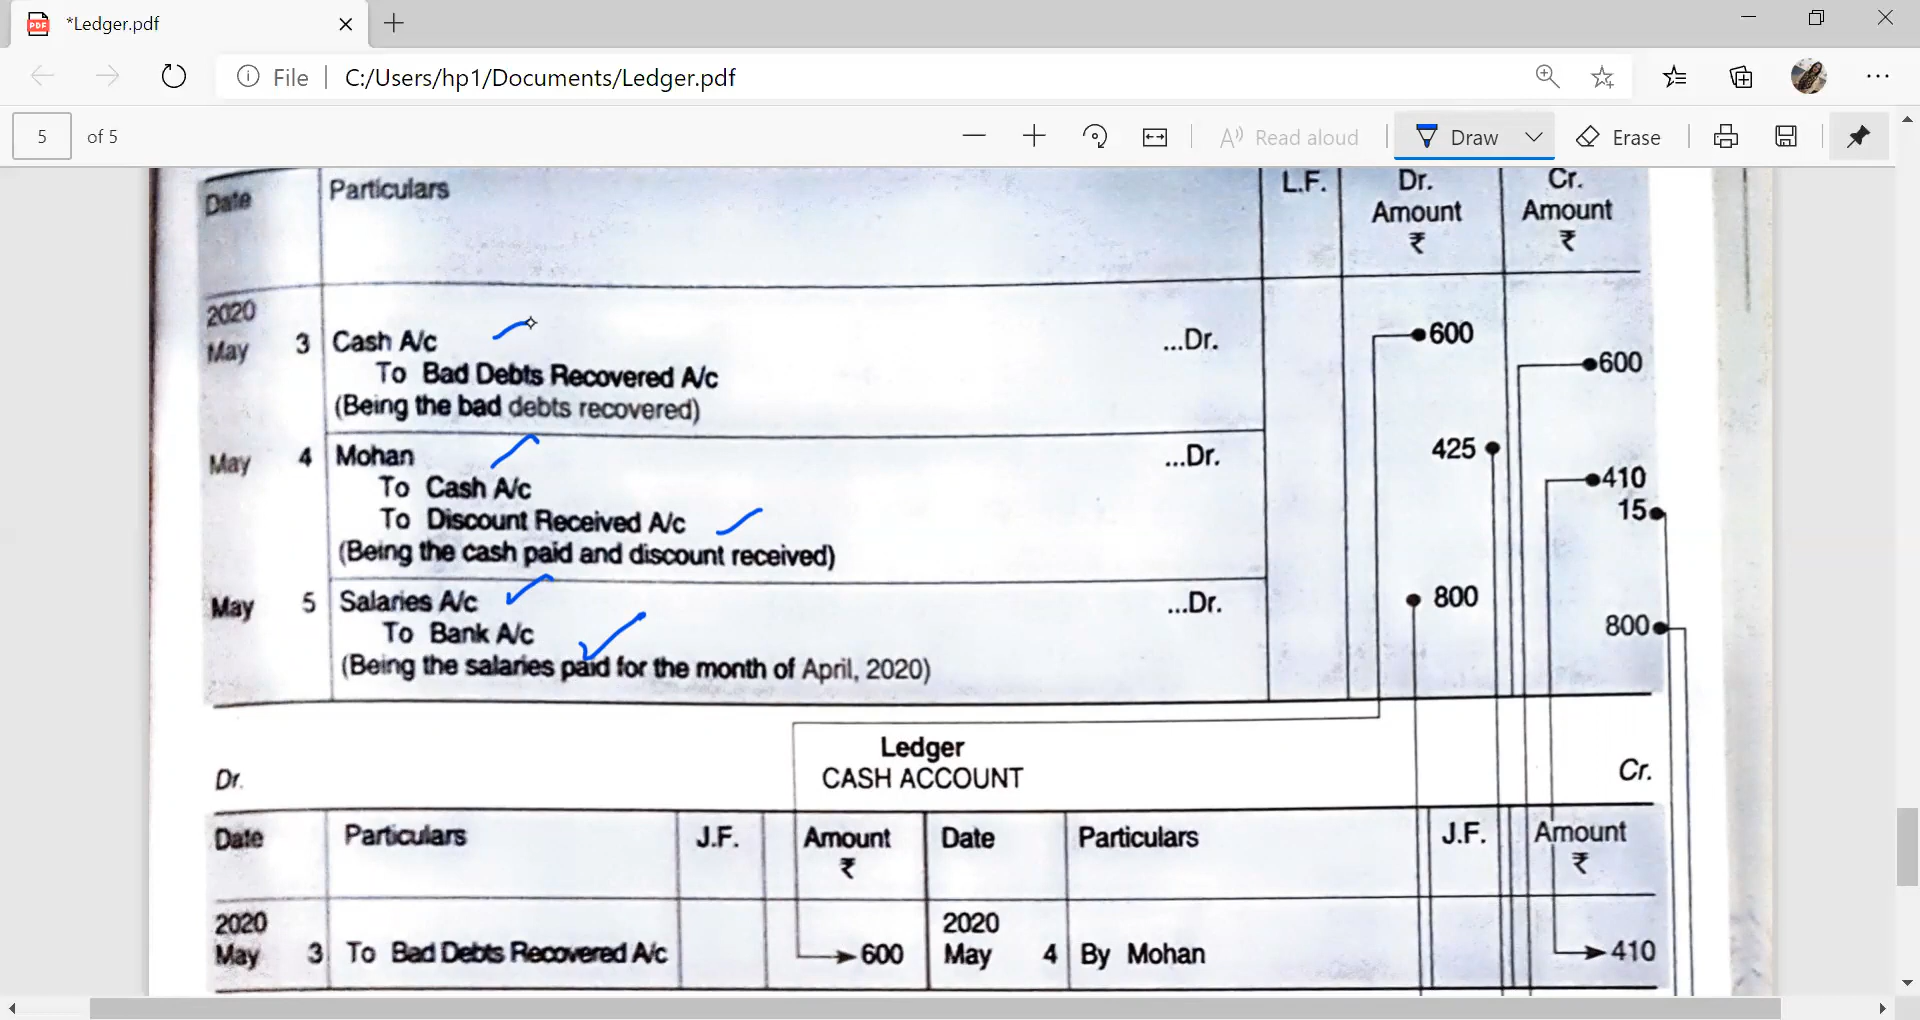 *Ledger.pdf
File | C:/Users/hp1/Documents/Ledger.pdf
5 of 5
Read aloud
Draw
Erase
Date Particulars L.F. Dr. Amount ₹ Cr. Amount ₹
2020
May 3 Cash A/c ...Dr. 600
To Bad Debts Recovered A/c 600
(Being the bad debts recovered)
May 4 Mohan ...Dr. 425
To Cash A/c 410
To Discount Received A/c 15
(Being the cash paid and discount received)
May 5 Salaries A/c ...Dr. 800
To Bank A/c 800
(Being the salaries paid for the month of April, 2020)
Ledger
Dr. CASH ACCOUNT Cr.
Date Particulars J.F. Amount ₹ Date Particulars J.F. Amount ₹
2020 2020
May 3 To Bad Debts Recovered A/c 600 May 4 By Mohan 410